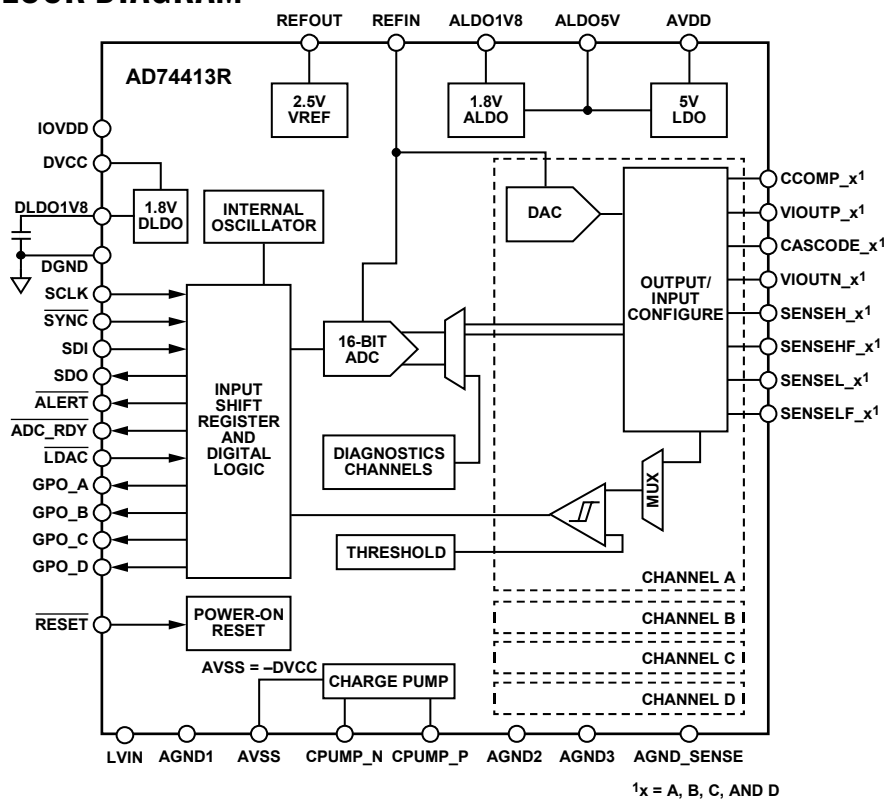 REFOUT REFIN ALDO1V8 ALDO5V AVDD
AD74413R
2.5V
VREF
1.8V
ALDO
5V
LDO
IOVDD
DVCC
DLDO1V8
1.8V
DLDO
DGND
INTERNAL
OSCILLATOR
DAC
OUTPUT/
INPUT
CONFIGURE
CCOMP_x1
VIOUTP_x1
CASCODE_x1
VIOUTN_x1
SENSEH_x1
SENSEHF_x1
SENSEL_x1
SENSELF_x1
SCLK
SYNC
SDI
SDO
ALERT
ADC_RDY
LDAC
GPO_A
GPO_B
GPO_C
GPO_D
INPUT
SHIFT
REGISTER
AND
DIGITAL
LOGIC
16-BIT
ADC
DIAGNOSTICS
CHANNELS
MUX
THRESHOLD
CHANNEL A
CHANNEL B
CHANNEL C
CHANNEL D
RESET
POWER-ON
RESET
AVSS = –DVCC
CHARGE PUMP
LVIN AGND1 AVSS CPUMP_N CPUMP_P AGND2 AGND3 AGND_SENSE
1x = A, B, C, AND D